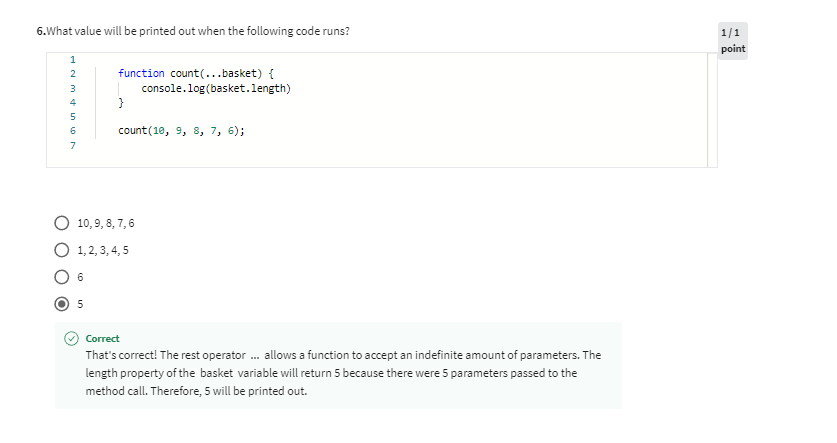 6.What value will be printed out when the following code runs?
1/1
point
1
2 function count(...basket) {
3 console.log(basket.length)
4 }
5
6 count(10, 9, 8, 7, 6);
7
10, 9, 8, 7, 6
1, 2, 3, 4, 5
6
5
Correct
That's correct! The rest operator ... allows a function to accept an indefinite amount of parameters. The
length property of the basket variable will return 5 because there were 5 parameters passed to the
method call. Therefore, 5 will be printed out.